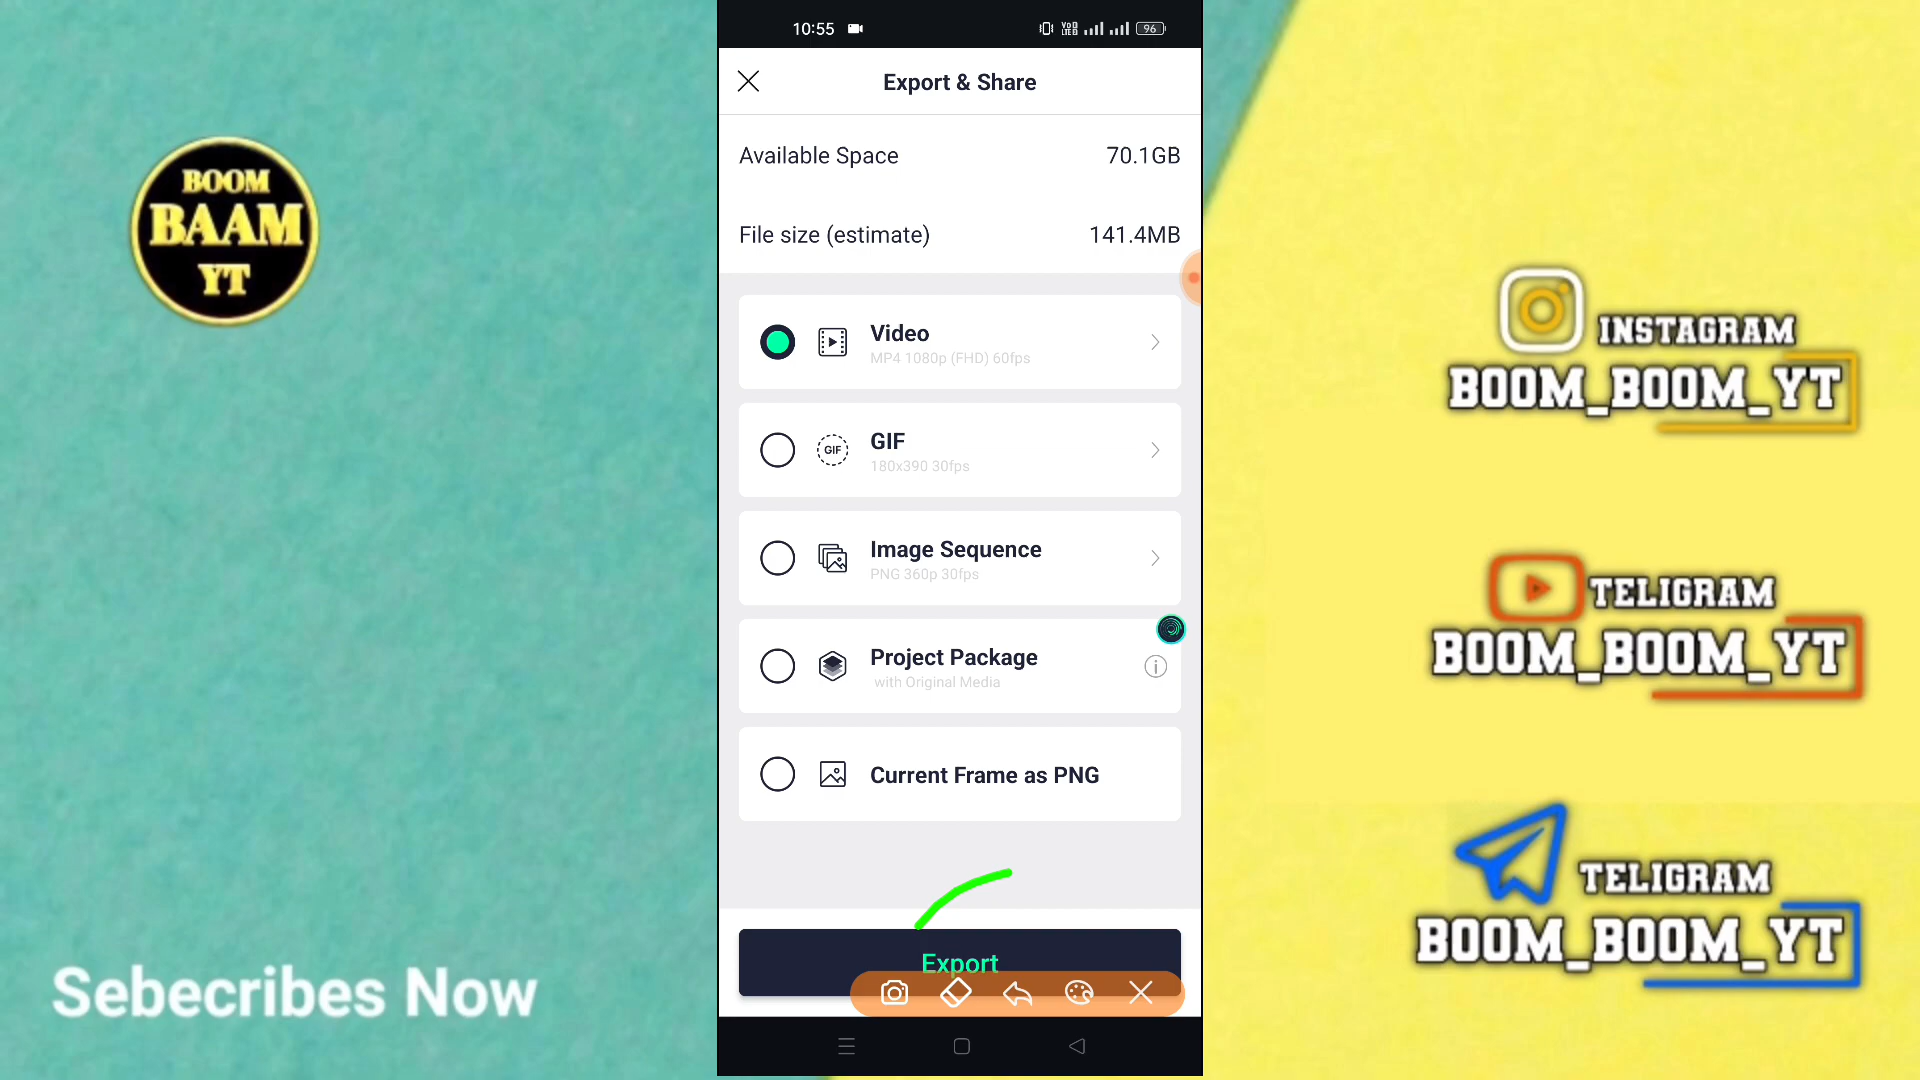 BOOM
BAAM
YT
Sebecribes Now
10:55
VoD
LTED
96
Export & Share
Available Space 70.1GB
File size (estimate) 141.4MB
Video
MP4 1080p (FHD) 60fps
GIF
GIF
180x390 30fps
Image Sequence
PNG 360p 30fps
Project Package
with Original Media
Current Frame as PNG
Export
INSTAGRAM
BOOM_BOOM_YT
TELIGRAM
BOOM_BOOM_YT
TELIGRAM
BOOM_BOOM_YT